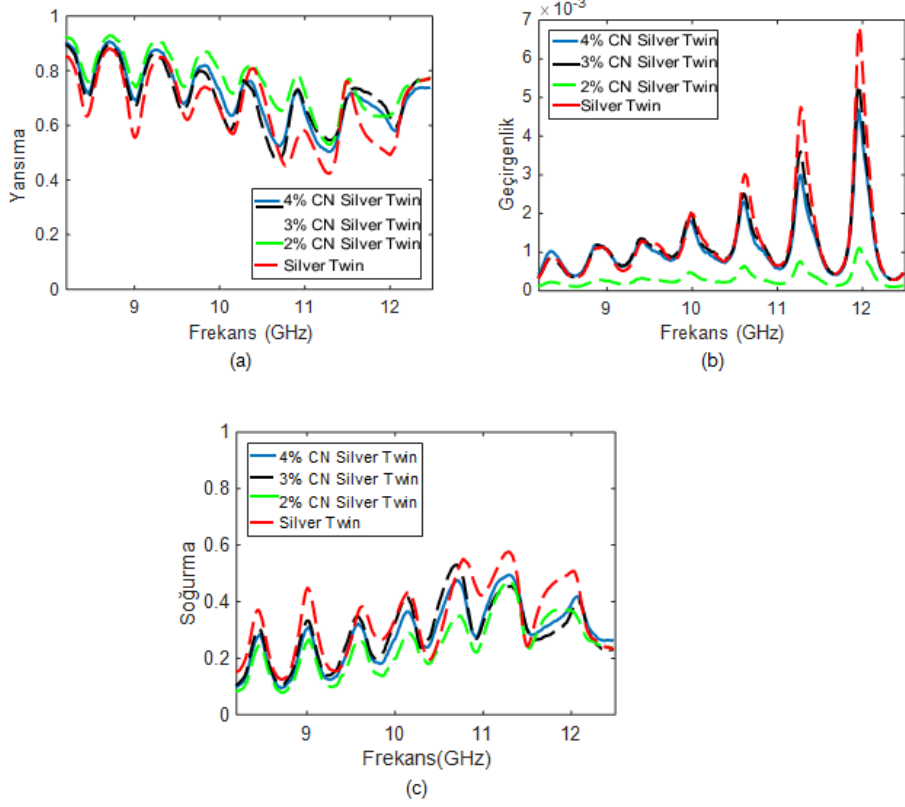 1
0.8
0.6
0.4
0.2
0
Yansıma
4% CN Silver Twin
3% CN Silver Twin
2% CN Silver Twin
Silver Twin
9
10
11
12
Frekans (GHz)
(a)
7
×10⁻³
6
5
4
3
2
1
0
Geçirgenlik
4% CN Silver Twin
3% CN Silver Twin
2% CN Silver Twin
Silver Twin
9
10
11
12
Frekans (GHz)
(b)
1
0.8
0.6
0.4
0.2
0
Soğurma
4% CN Silver Twin
3% CN Silver Twin
2% CN Silver Twin
Silver Twin
9
10
11
12
Frekans(GHz)
(c)